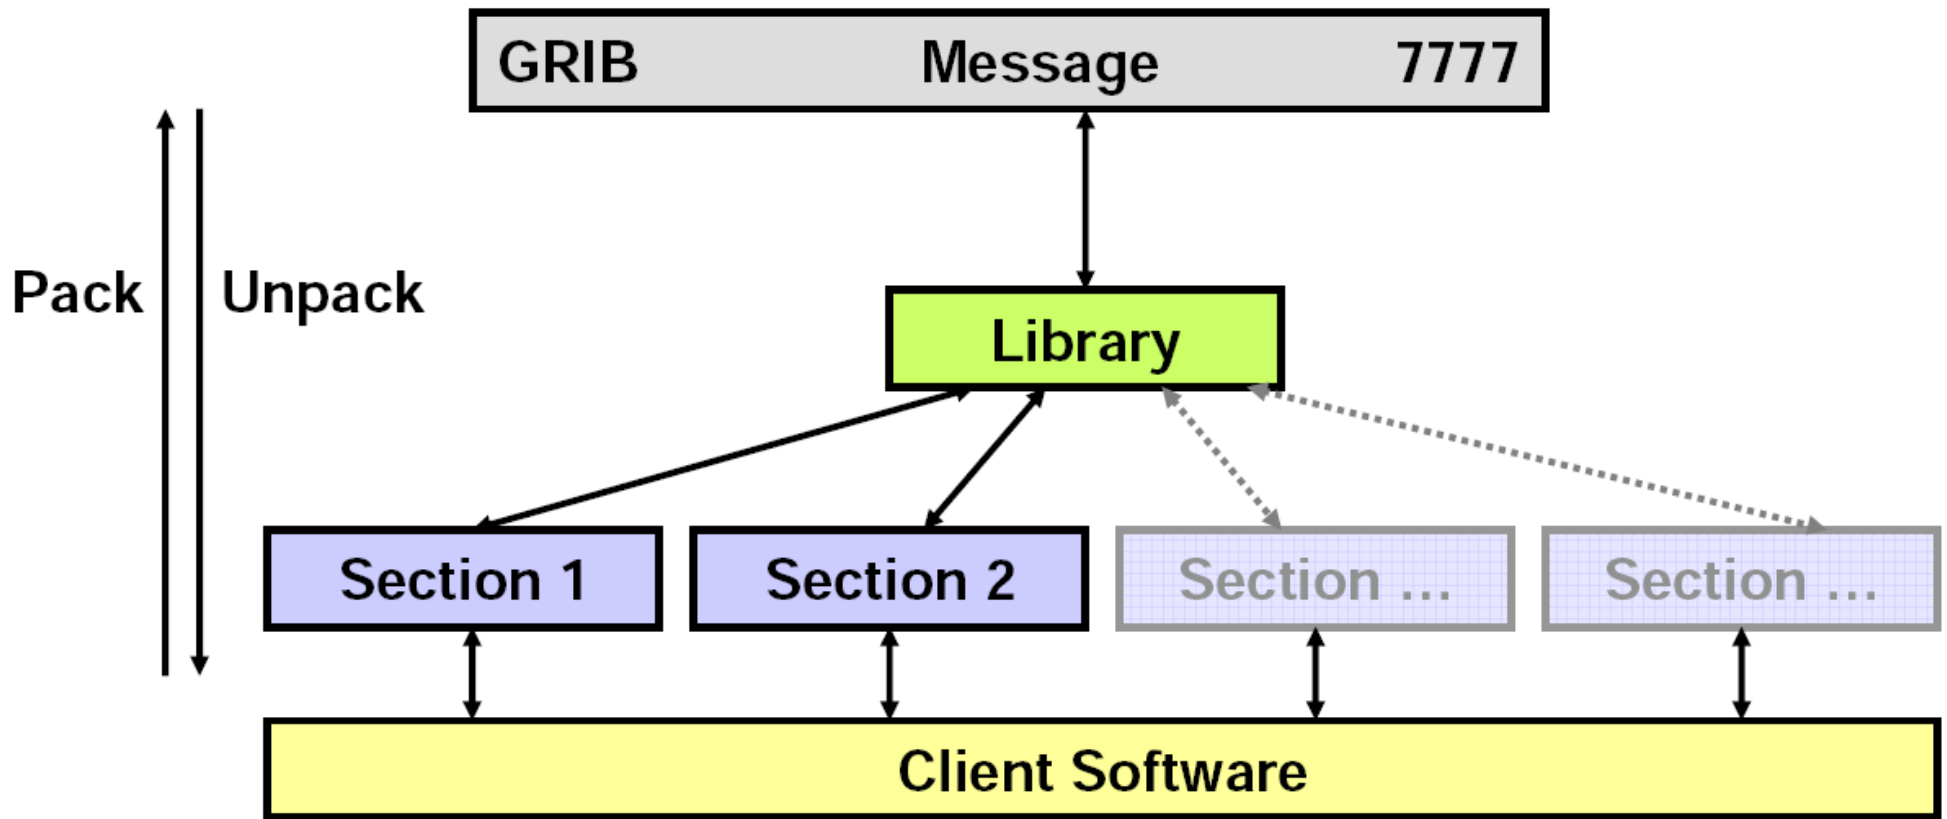 GRIB Message 7777
Pack Unpack
Library
Section 1 Section 2 Section ... Section ...
Client Software